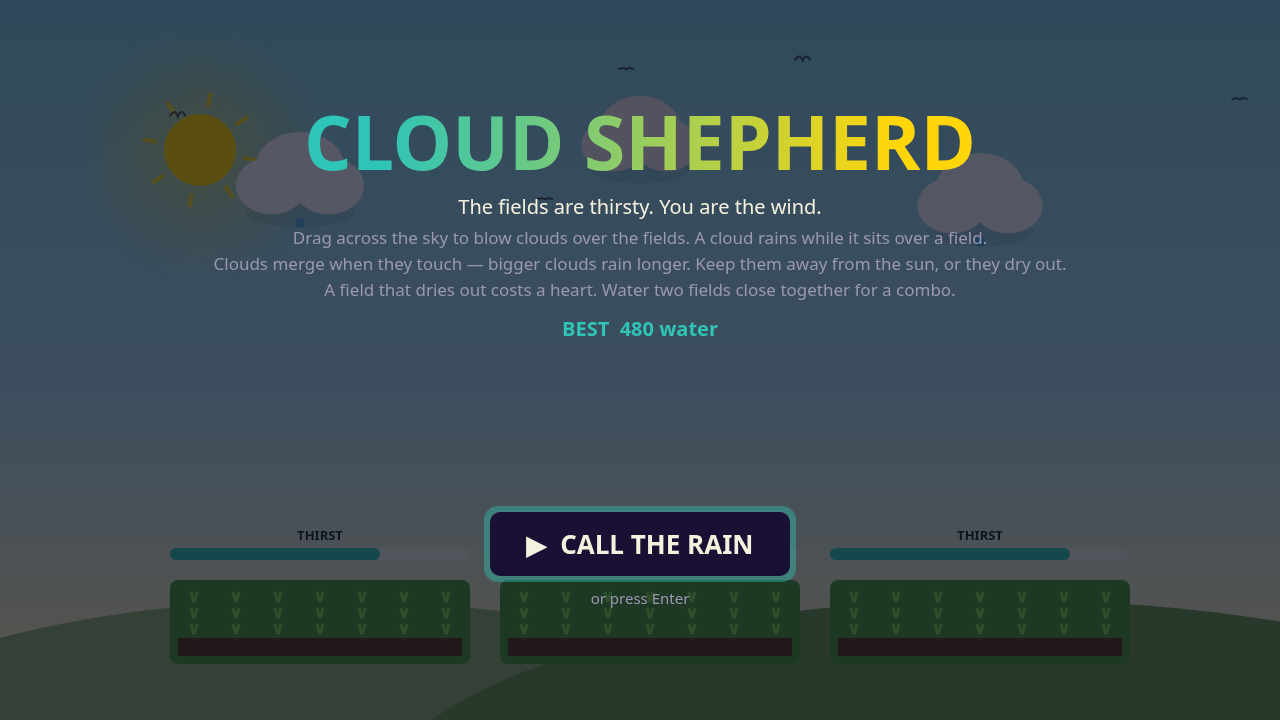 CLOUD SHEPHERD
The fields are thirsty. You are the wind.
Drag across the sky to blow clouds over the fields. A cloud rains while it sits over a field.
Clouds merge when they touch — bigger clouds rain longer. Keep them away from the sun, or they dry out.
A field that dries out costs a heart. Water two fields close together for a combo.
BEST 480 water
THIRST
THIRST
▶ CALL THE RAIN
or press Enter